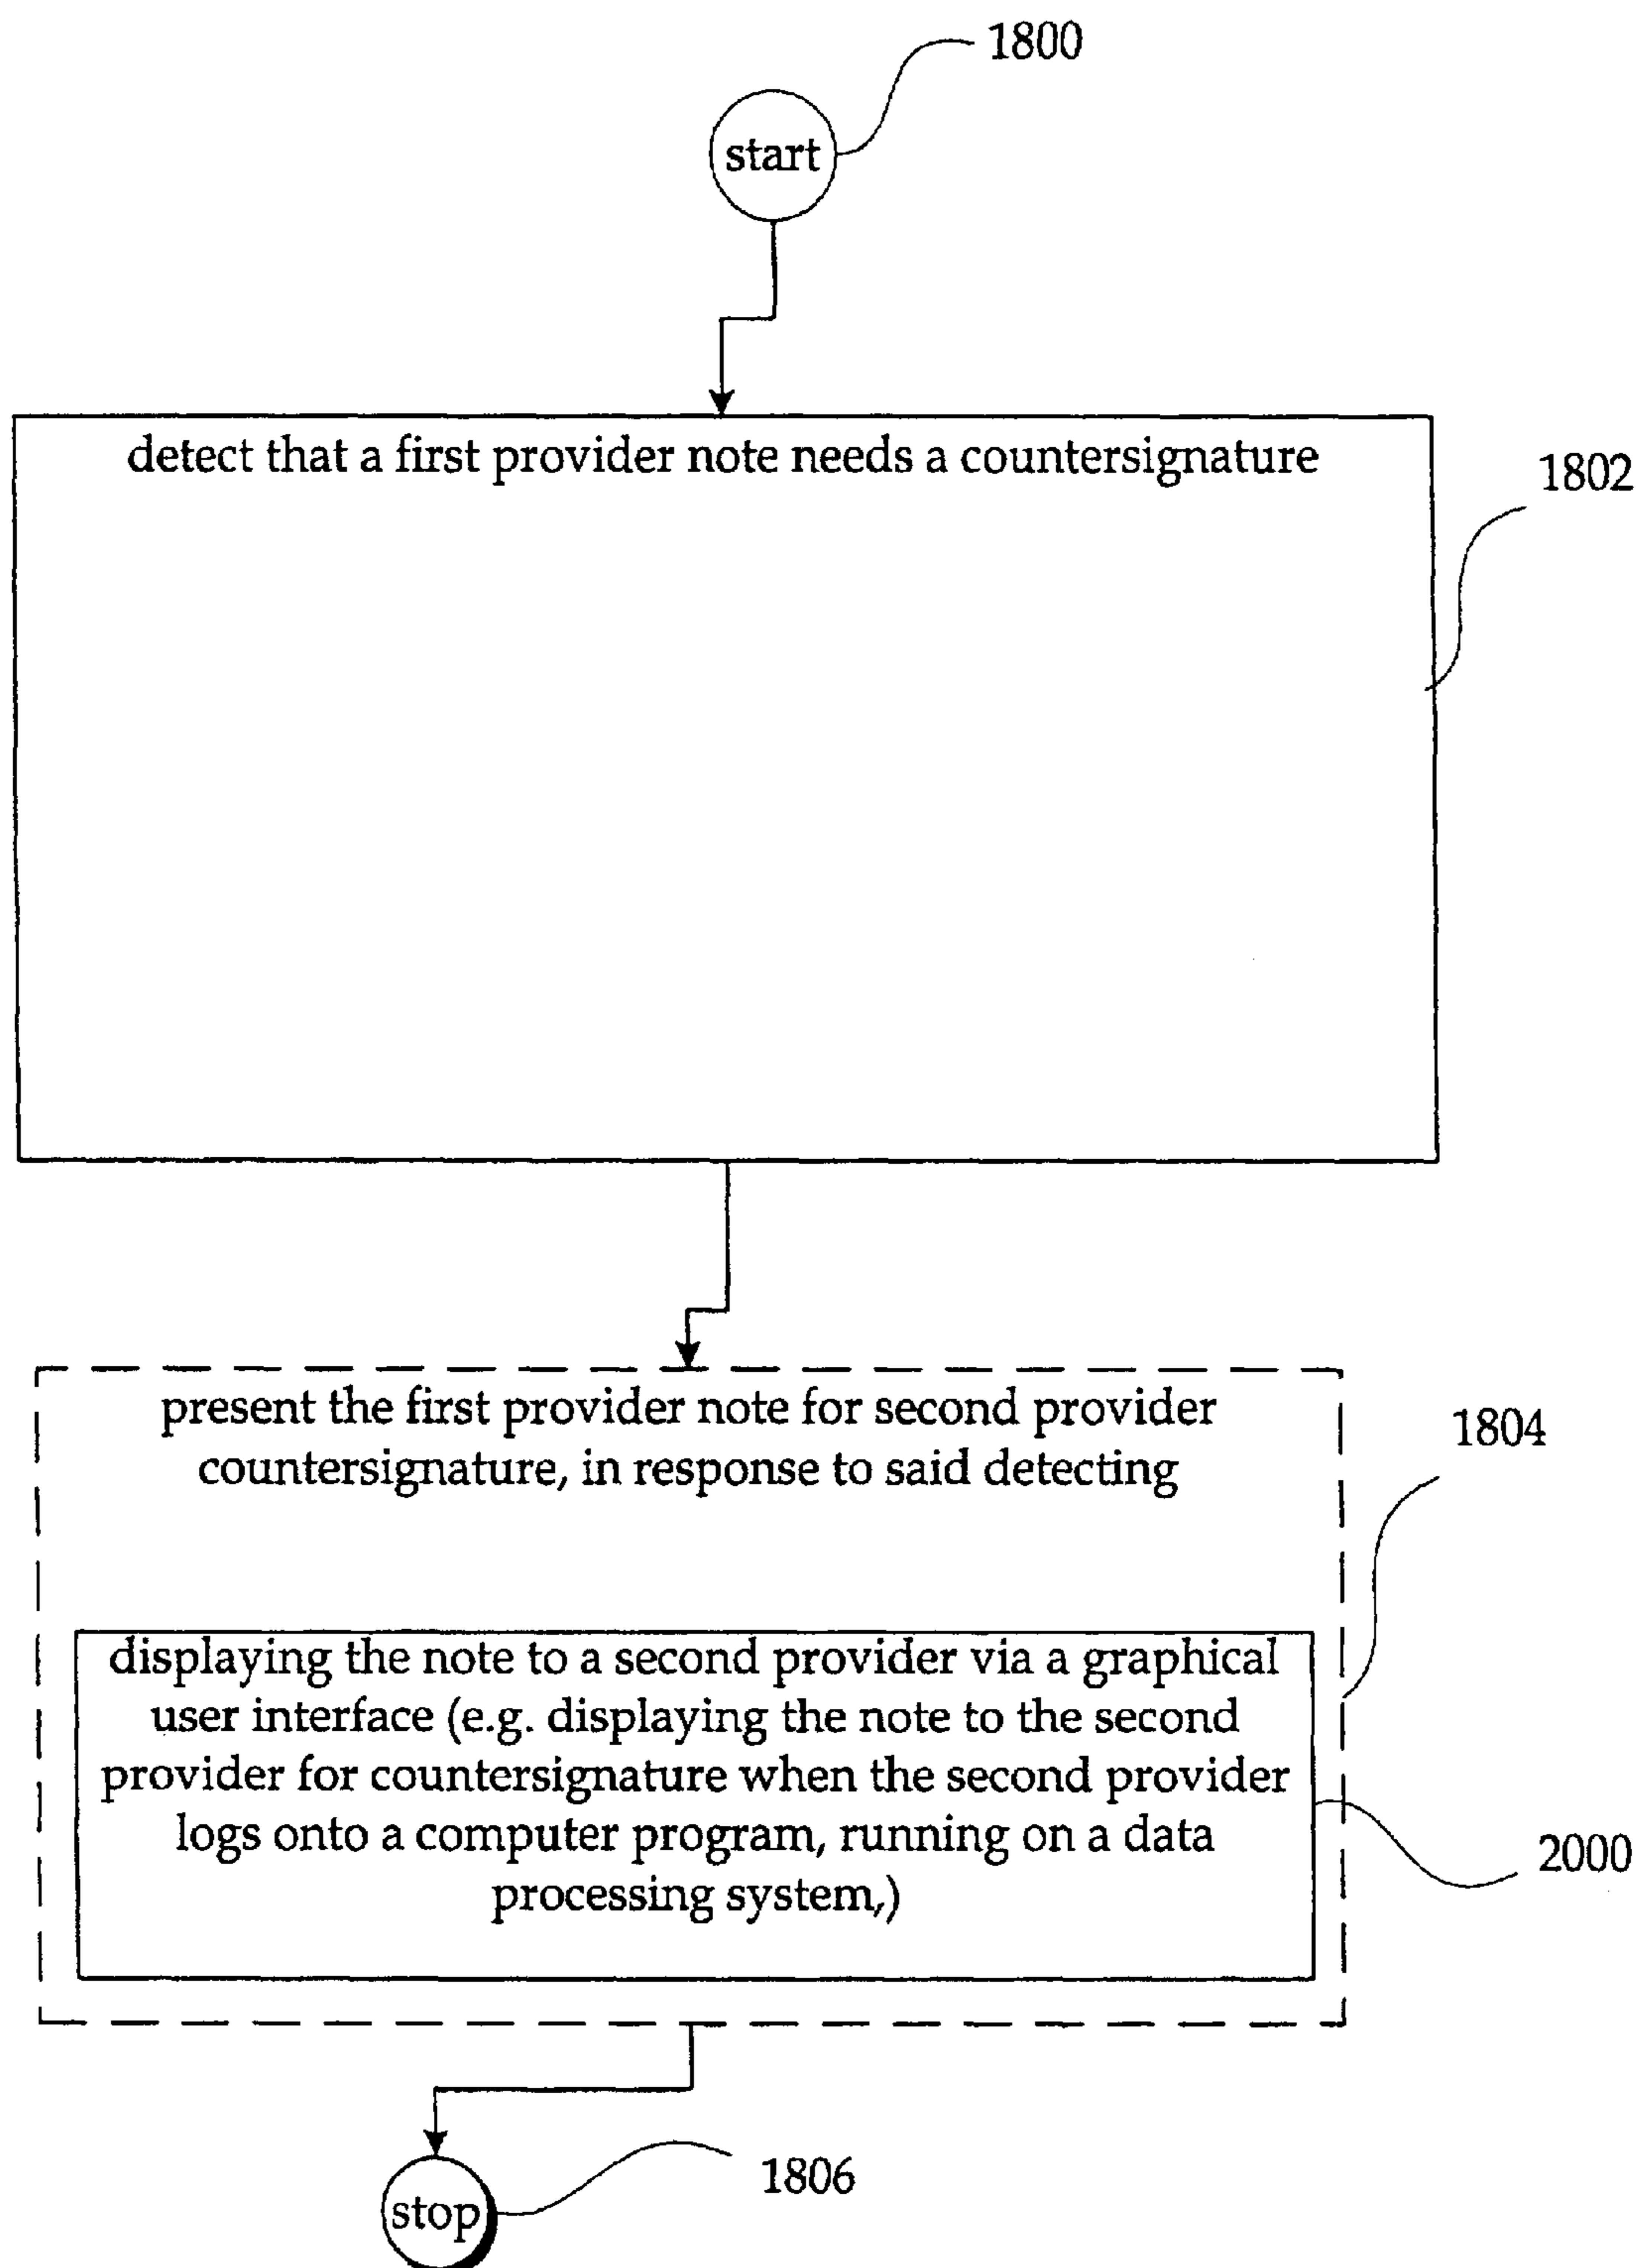 1800
start
detect that a first provider note needs a countersignature
1802
present the first provider note for second provider
countersignature, in response to said detecting
1804
displaying the note to a second provider via a graphical
user interface (e.g. displaying the note to the second
provider for countersignature when the second provider
logs onto a computer program, running on a data
processing system,)
2000
1806
stop